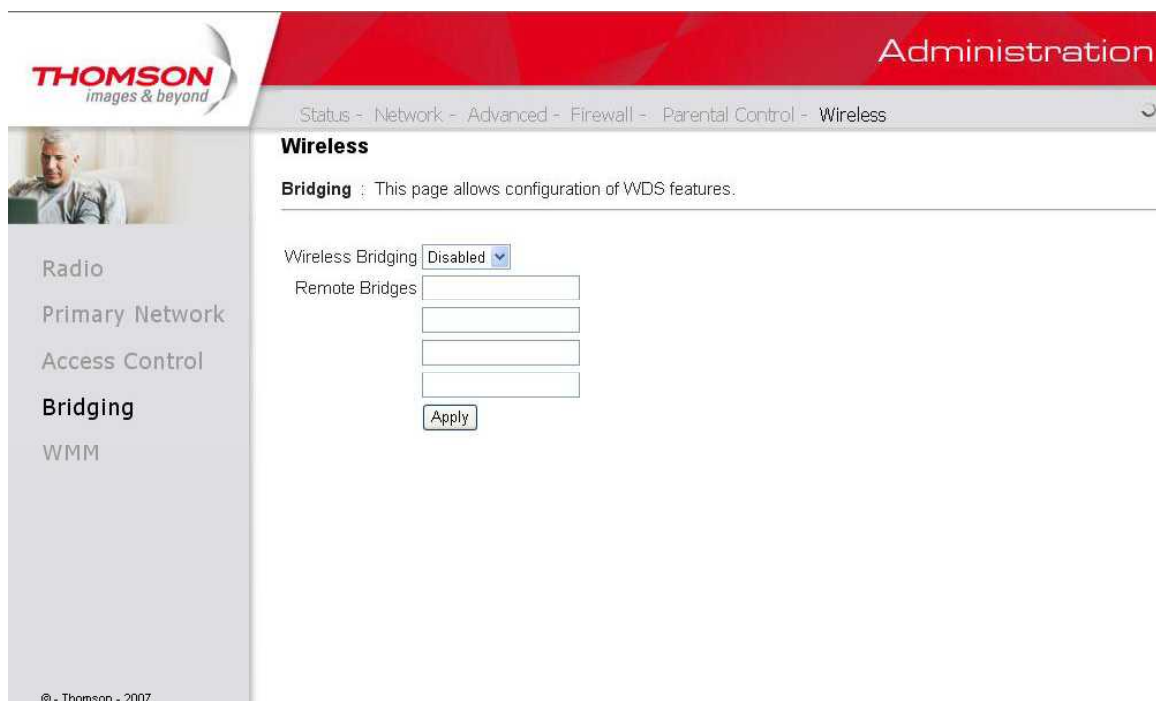 THOMSON
images & beyond
Administration
Status - Network - Advanced - Firewall - Parental Control - Wireless
Wireless
Bridging : This page allows configuration of WDS features.
Radio
Primary Network
Access Control
Bridging
WMM
Wireless Bridging Disabled
Remote Bridges
Apply
© - Thomson - 2007